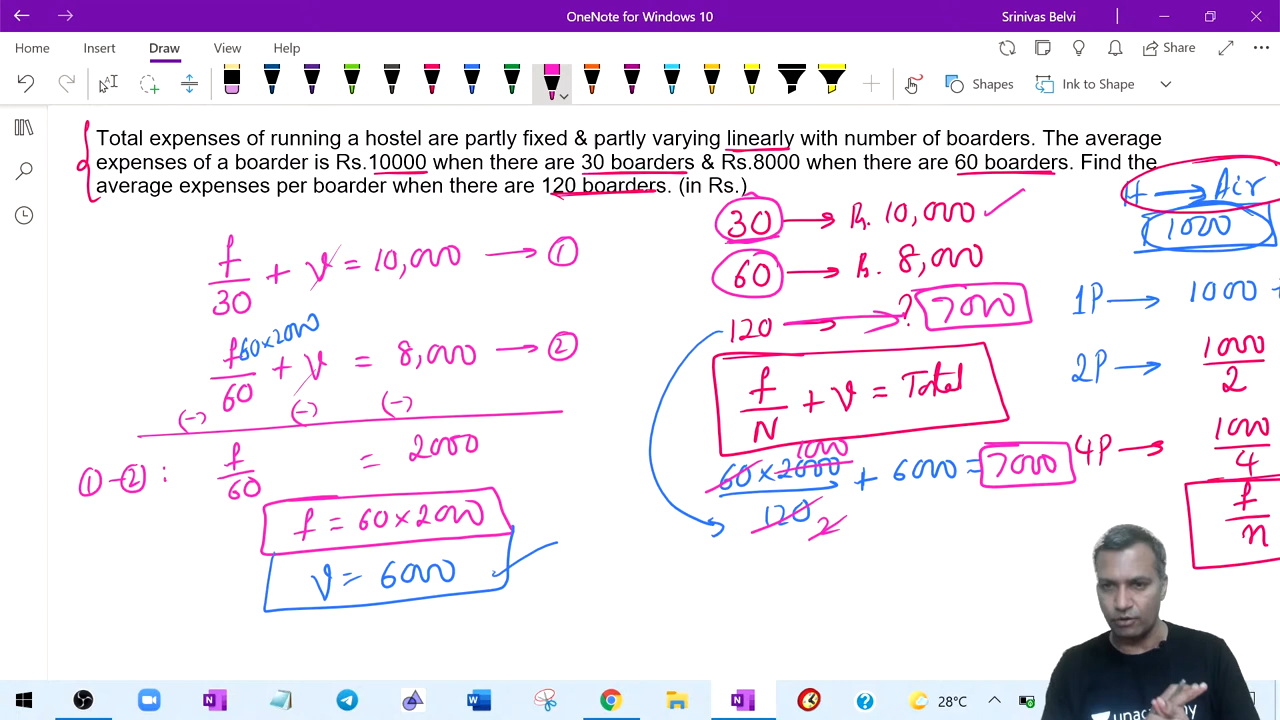 OneNote for Windows 10
Srinivas Belvi
Home Insert Draw View Help
Share
Shapes
Ink to Shape
Total expenses of running a hostel are partly fixed & partly varying linearly with number of boarders. The average
expenses of a boarder is Rs.10000 when there are 30 boarders & Rs.8000 when there are 60 boarders. Find the
average expenses per boarder when there are 120 boarders. (in Rs.)
f/30 + v = 10,000 → ①
f/60 + v = 8,000 → ②
60×2000
(-) (-) (-)
①-②: f/60 = 2000
f = 60×2000
v = 6000
30 → Rs. 10,000 ✓
60 → Rs. 8,000
120 → ? 7000
f/N + v = Total
60×2000/120 + 6000 = 7000
1000
2
→ Air
1000
1P → 1000 +
2P → 1000/2
4P → 1000/4
f/n
unacademy
28°C